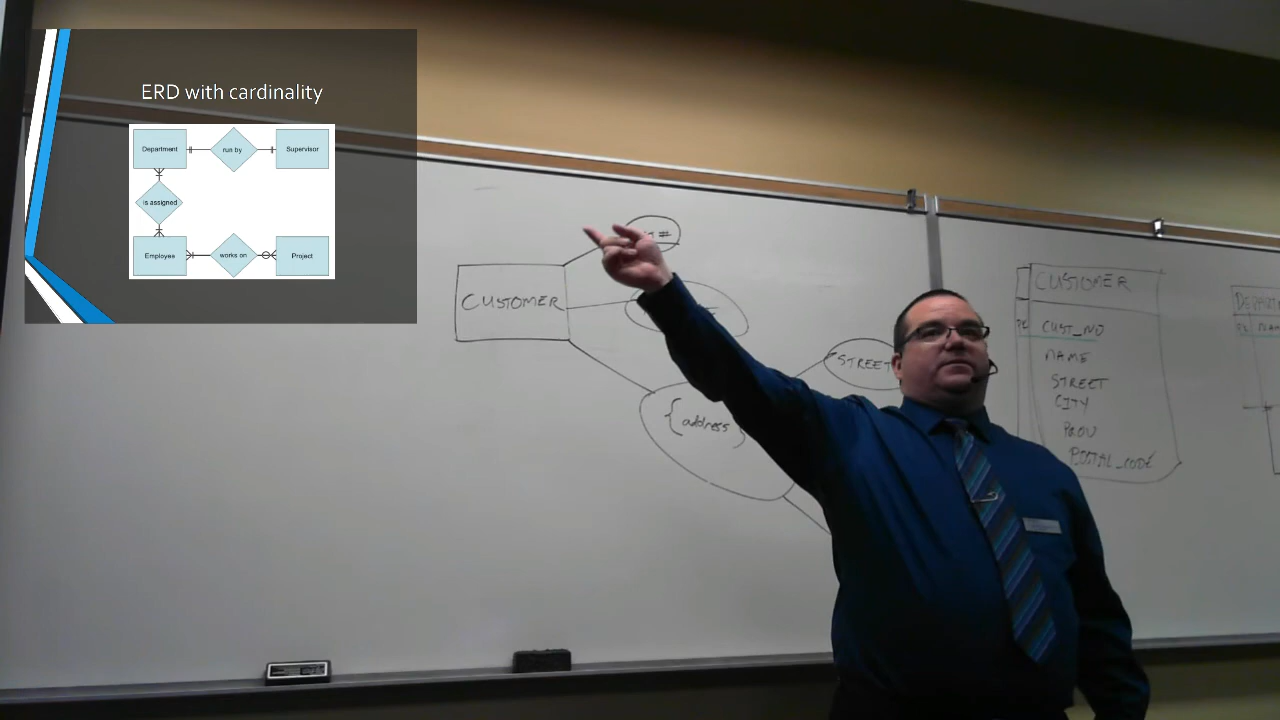 ERD with cardinality
Department
run by
Supervisor
is assigned
Employee
works on
Project
CUSTOMER
STREET
{address}
CUSTOMER
PK CUST_NO
NAME
STREET
CITY
PROV
POSTAL_CODE